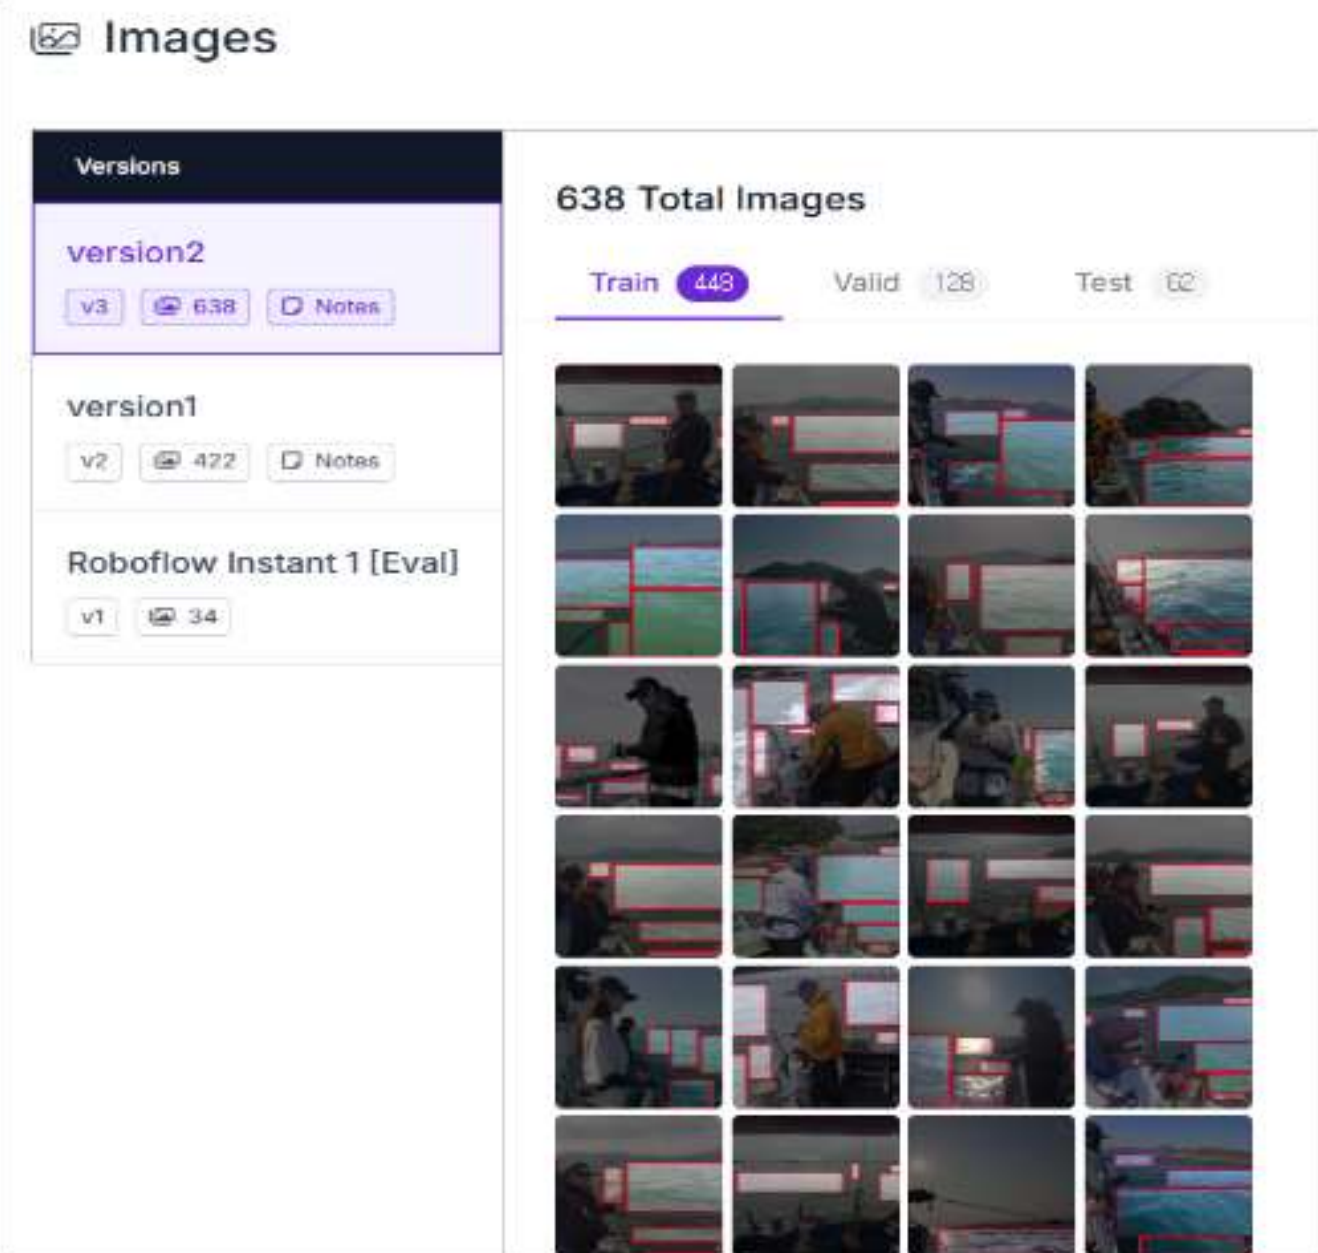 Images
Versions
version2
v3 638 Notes
version1
v2 422 Notes
Roboflow Instant 1 [Eval]
v1 34
638 Total Images
Train 448 Valid 128 Test 62